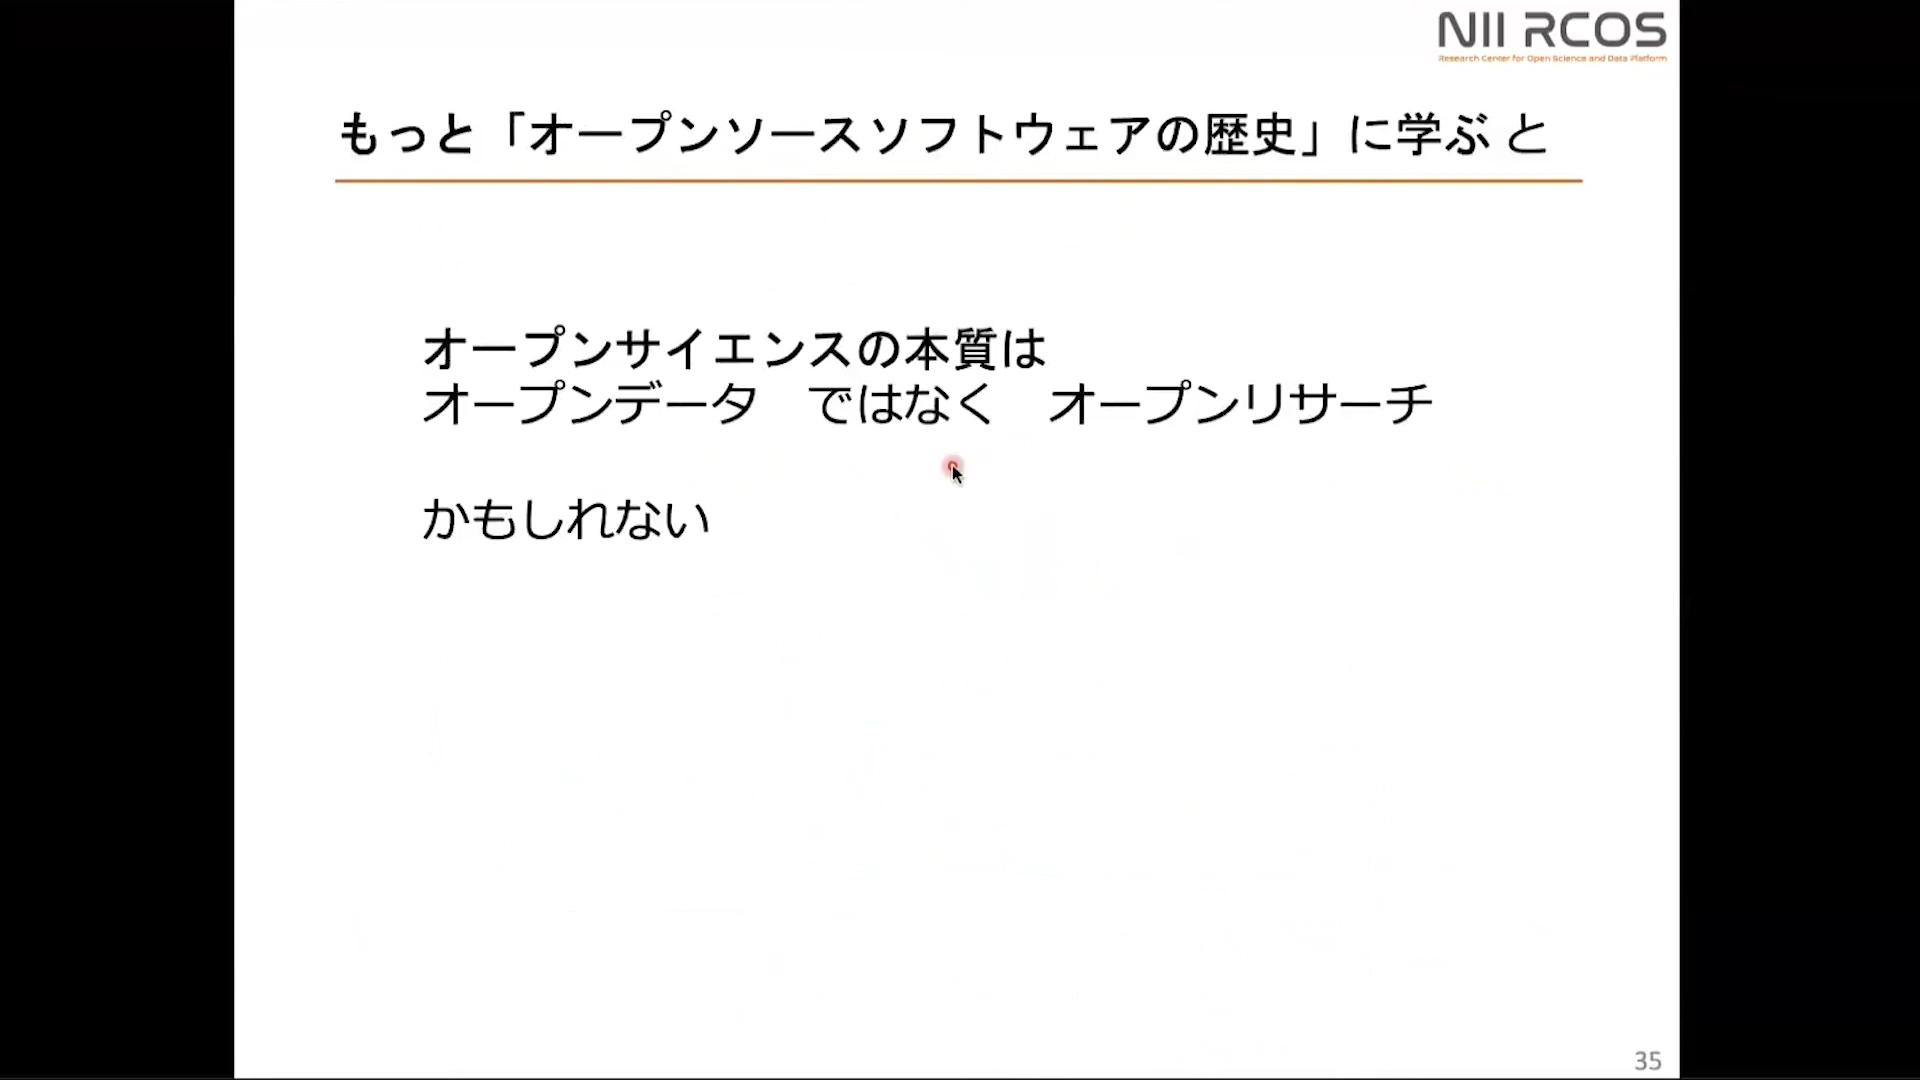 NII RCOS
Research Center for Open Science and Data Platform
もっと「オープンソースソフトウェアの歴史」に学ぶ と
オープンサイエンスの本質は
オープンデータ　ではなく　オープンリサーチ
かもしれない
35